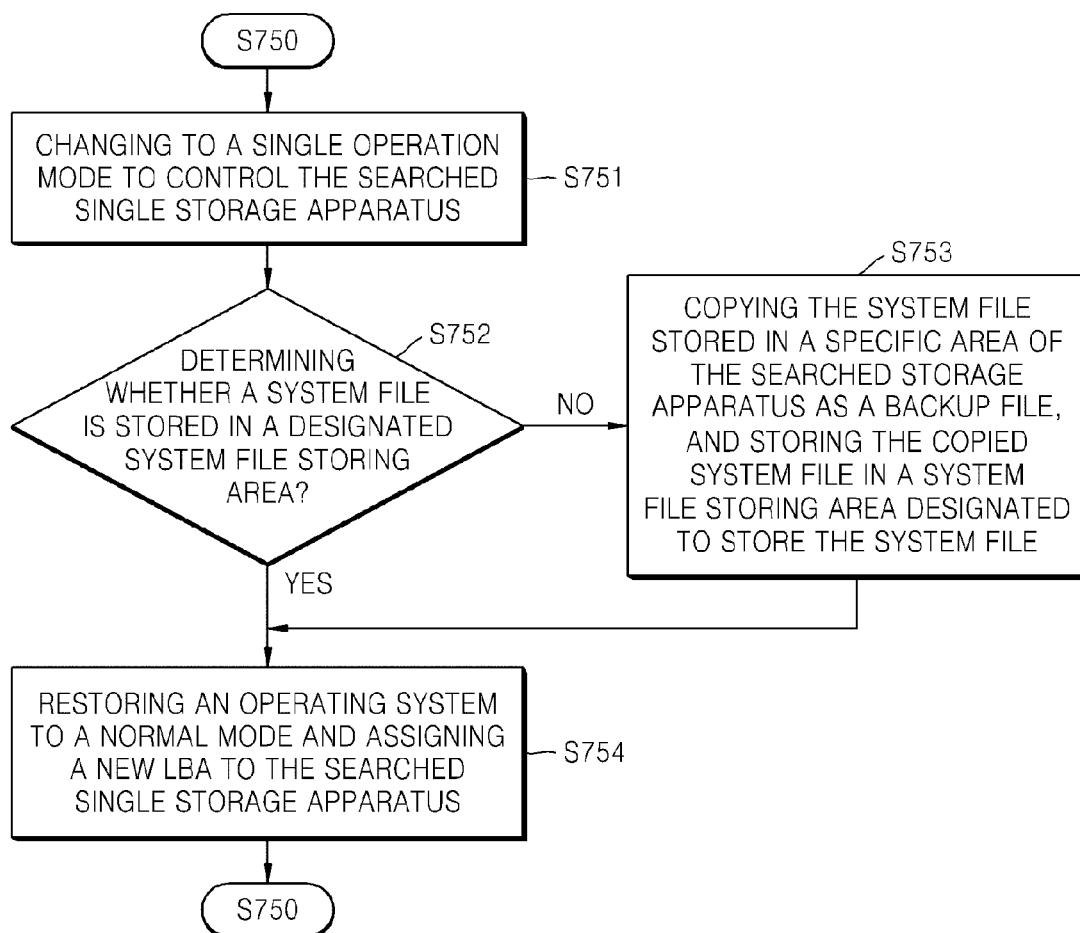 S750
CHANGING TO A SINGLE OPERATION
MODE TO CONTROL THE SEARCHED
SINGLE STORAGE APPARATUS
S751
S752
DETERMINING
WHETHER A SYSTEM FILE
IS STORED IN A DESIGNATED
SYSTEM FILE STORING
AREA?
NO
S753
COPYING THE SYSTEM FILE
STORED IN A SPECIFIC AREA OF
THE SEARCHED STORAGE
APPARATUS AS A BACKUP FILE,
AND STORING THE COPIED
SYSTEM FILE IN A SYSTEM
FILE STORING AREA DESIGNATED
TO STORE THE SYSTEM FILE
YES
RESTORING AN OPERATING SYSTEM
TO A NORMAL MODE AND ASSIGNING
A NEW LBA TO THE SEARCHED
SINGLE STORAGE APPARATUS
S754
S750